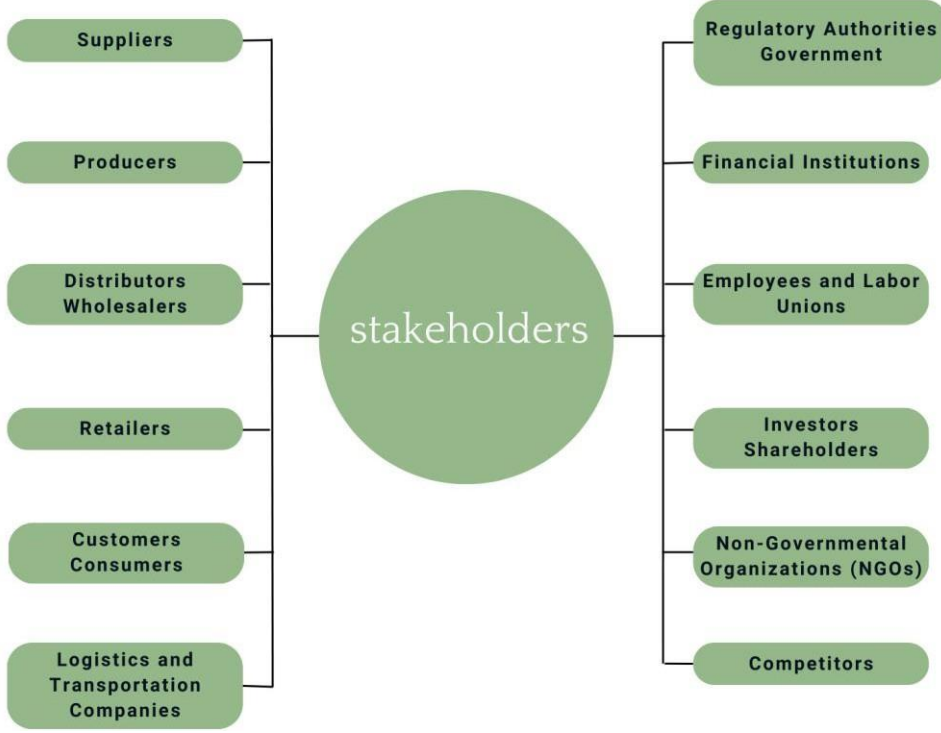 Suppliers
Producers
Distributors
Wholesalers
Retailers
Customers
Consumers
Logistics and
Transportation
Companies
stakeholders
Regulatory Authorities
Government
Financial Institutions
Employees and Labor
Unions
Investors
Shareholders
Non-Governmental
Organizations (NGOs)
Competitors